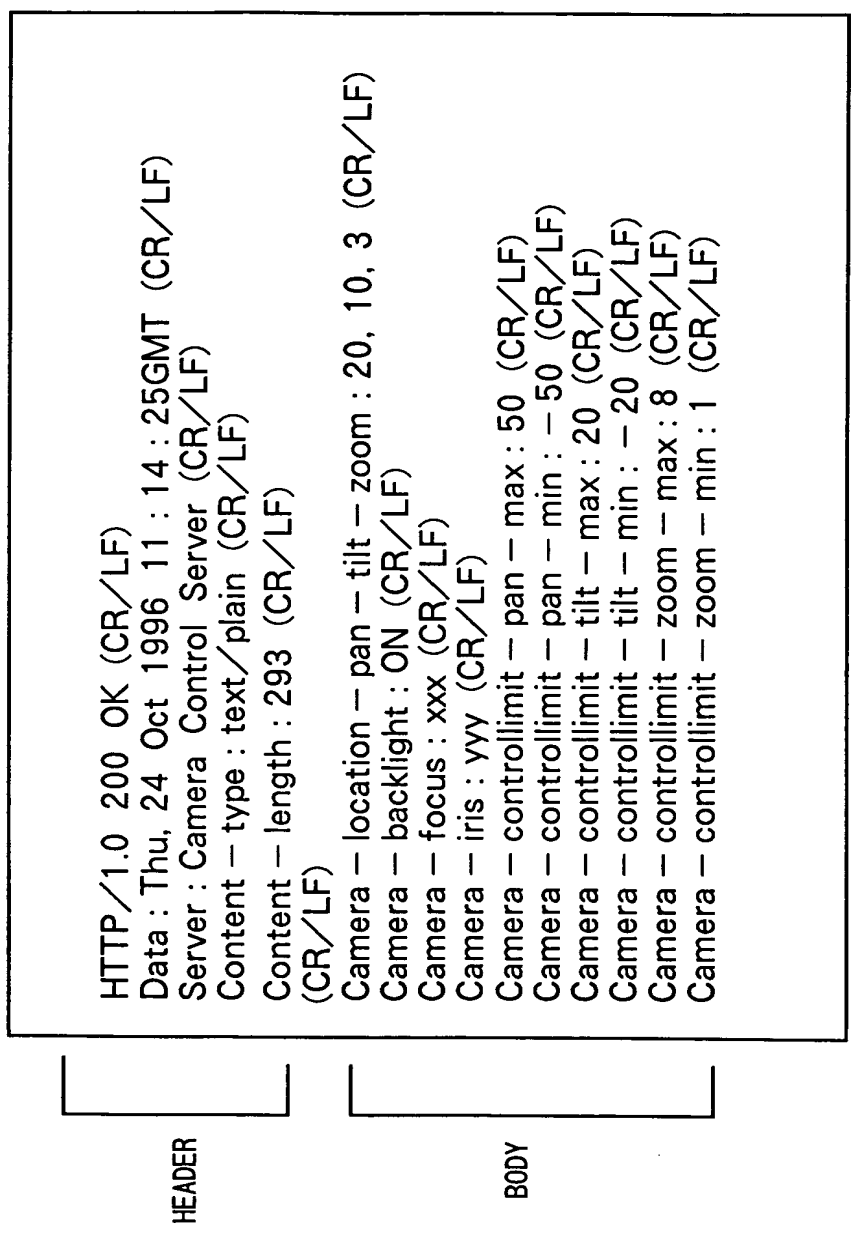 HEADER
HTTP/1.0 200 OK (CR/LF)
Data : Thu, 24 Oct 1996 11 : 14 : 25GMT (CR/LF)
Server : Camera Control Server (CR/LF)
Content – type : text/plain (CR/LF)
Content – length : 293 (CR/LF)
(CR/LF)
BODY
Camera – location – pan – tilt – zoom : 20, 10, 3 (CR/LF)
Camera – backlight : ON (CR/LF)
Camera – focus : xxx (CR/LF)
Camera – iris : yyy (CR/LF)
Camera – controllimit – pan – max : 50 (CR/LF)
Camera – controllimit – pan – min : – 50 (CR/LF)
Camera – controllimit – tilt – max : 20 (CR/LF)
Camera – controllimit – tilt – min : – 20 (CR/LF)
Camera – controllimit – zoom – max : 8 (CR/LF)
Camera – controllimit – zoom – min : 1 (CR/LF)